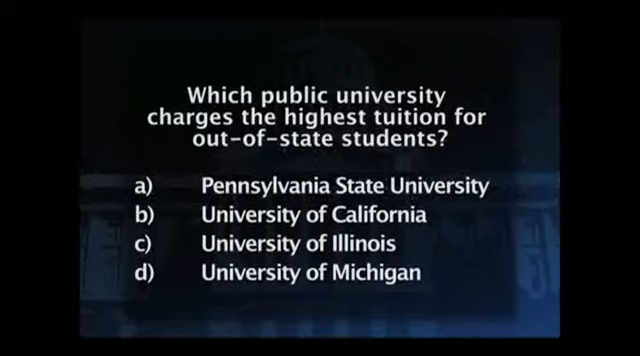 Which public university
charges the highest tuition for
out-of-state students?
a) Pennsylvania State University
b) University of California
c) University of Illinois
d) University of Michigan